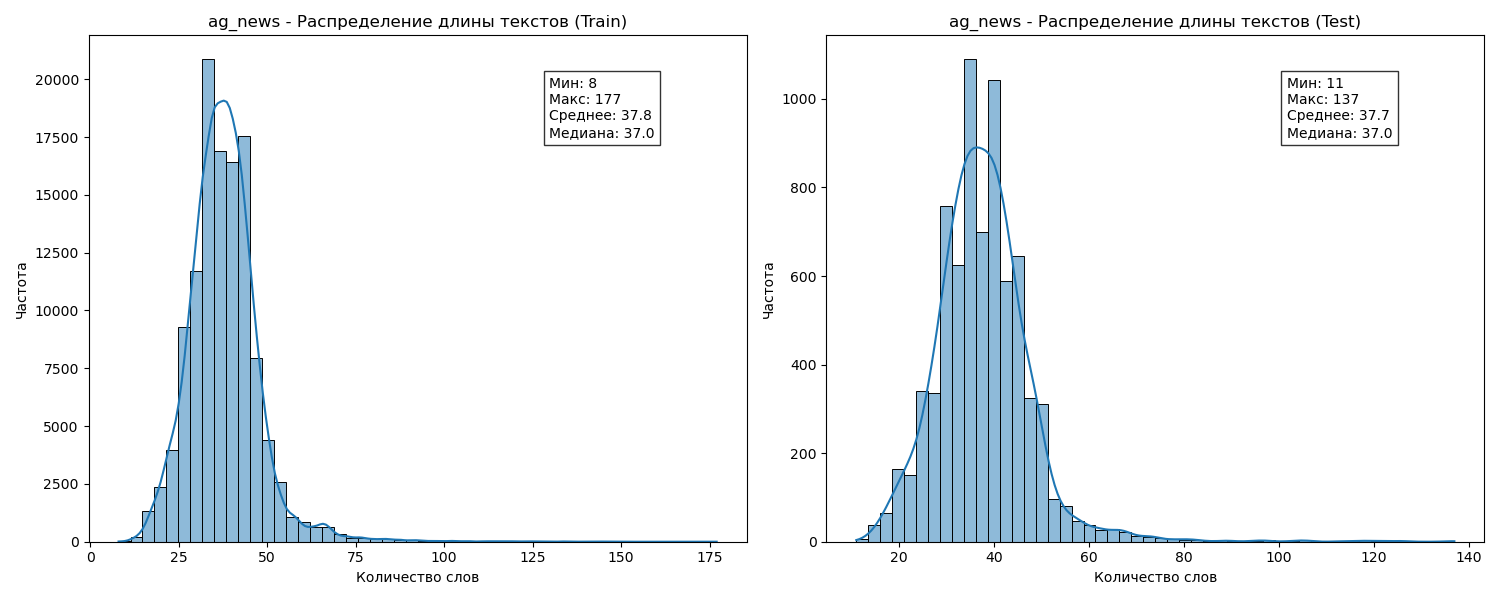 ag_news - Распределение длины текстов (Train)
Частота
20000
17500
15000
12500
10000
7500
5000
2500
0
Мин: 8
Макс: 177
Среднее: 37.8
Медиана: 37.0
0
25
50
75
100
125
150
175
Количество слов
ag_news - Распределение длины текстов (Test)
Частота
1000
800
600
400
200
0
Мин: 11
Макс: 137
Среднее: 37.7
Медиана: 37.0
20
40
60
80
100
120
140
Количество слов